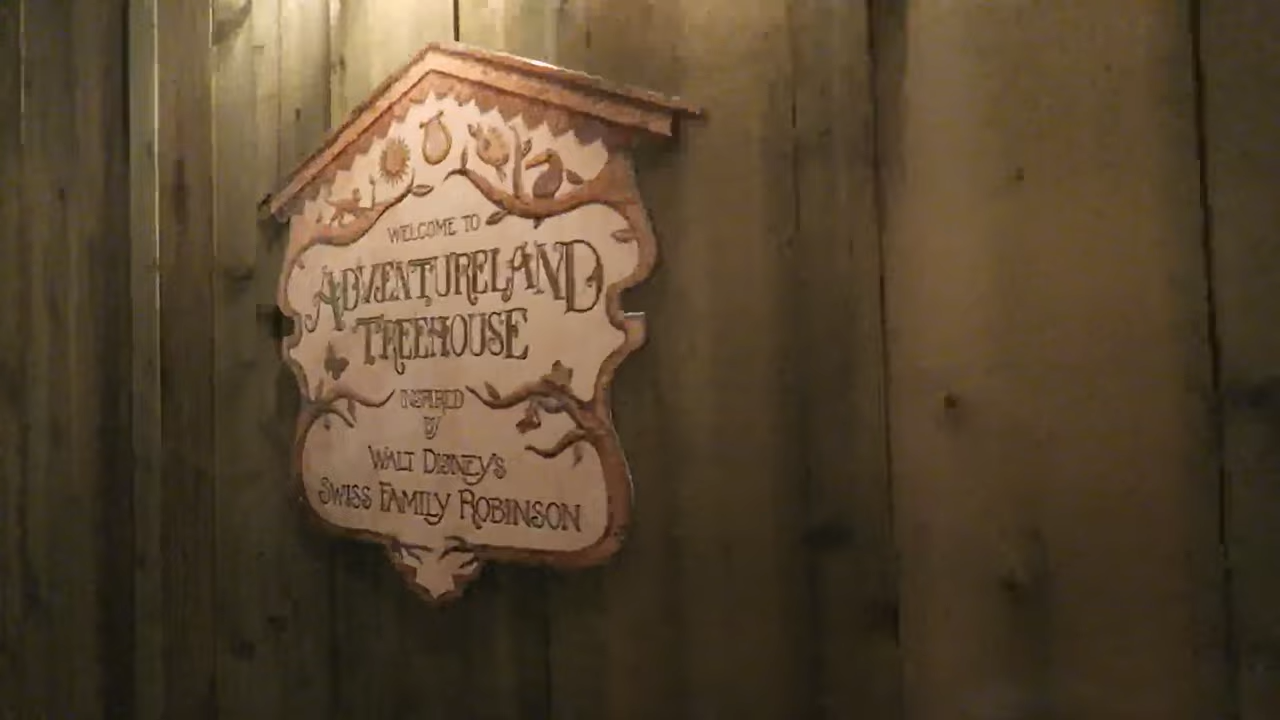 WELCOME TO
ADVENTURELAND
TREEHOUSE
INSPIRED
BY
WALT DISNEY'S
SWISS FAMILY ROBINSON